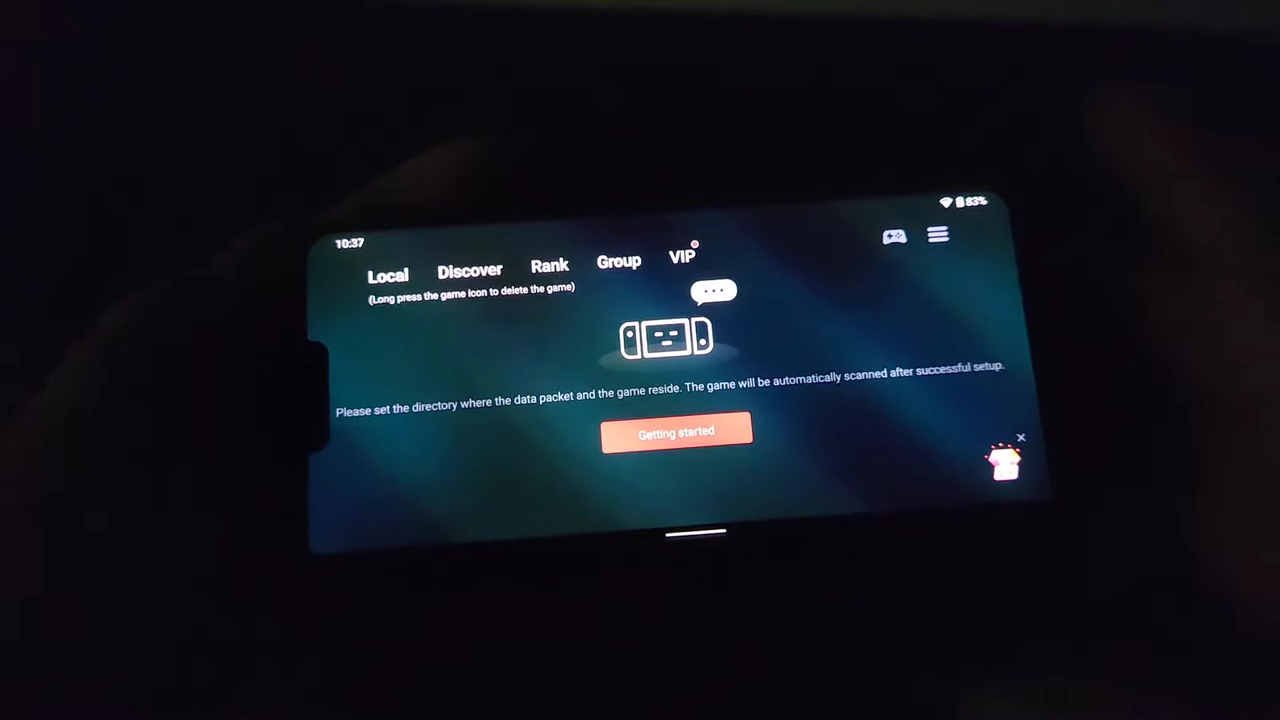 10:37
83%
Local Discover Rank Group VIP
(Long press the game icon to delete the game)
Please set the directory where the data packet and the game reside. The game will be automatically scanned after successful setup.
Getting started